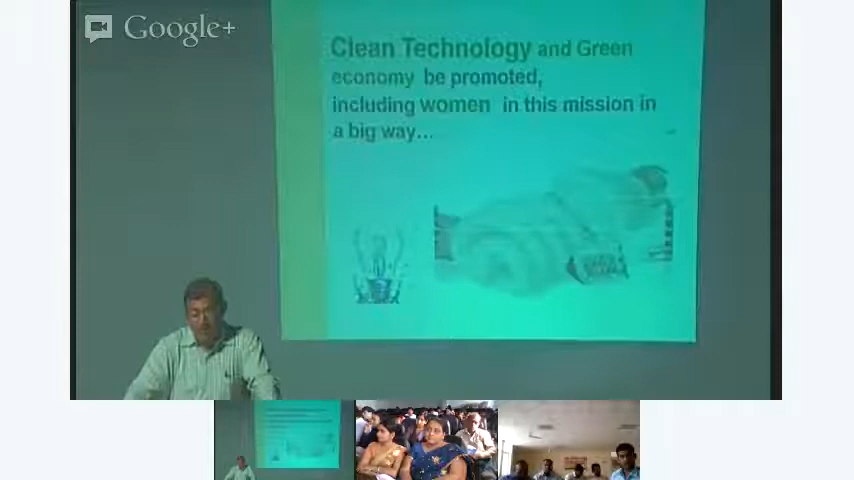 Google+
Clean Technology and Green
economy be promoted,
including women in this mission in
a big way...